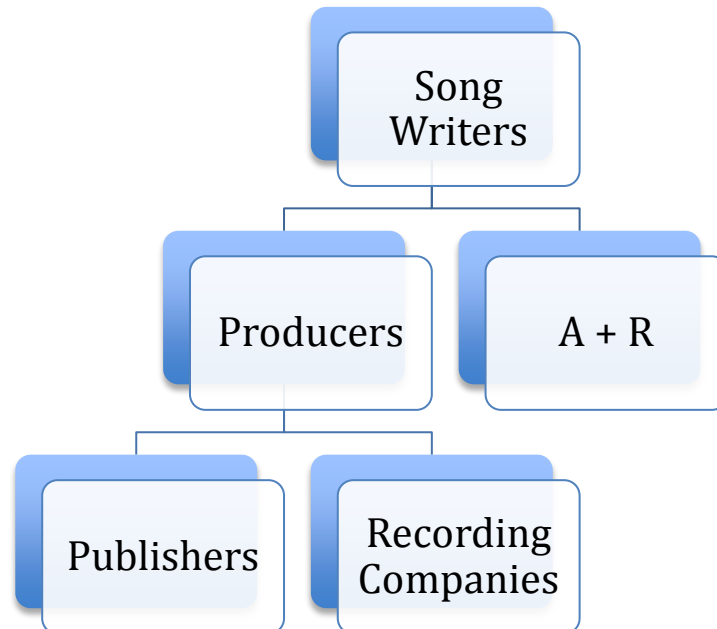 Song
Writers
Producers
A + R
Publishers
Recording
Companies